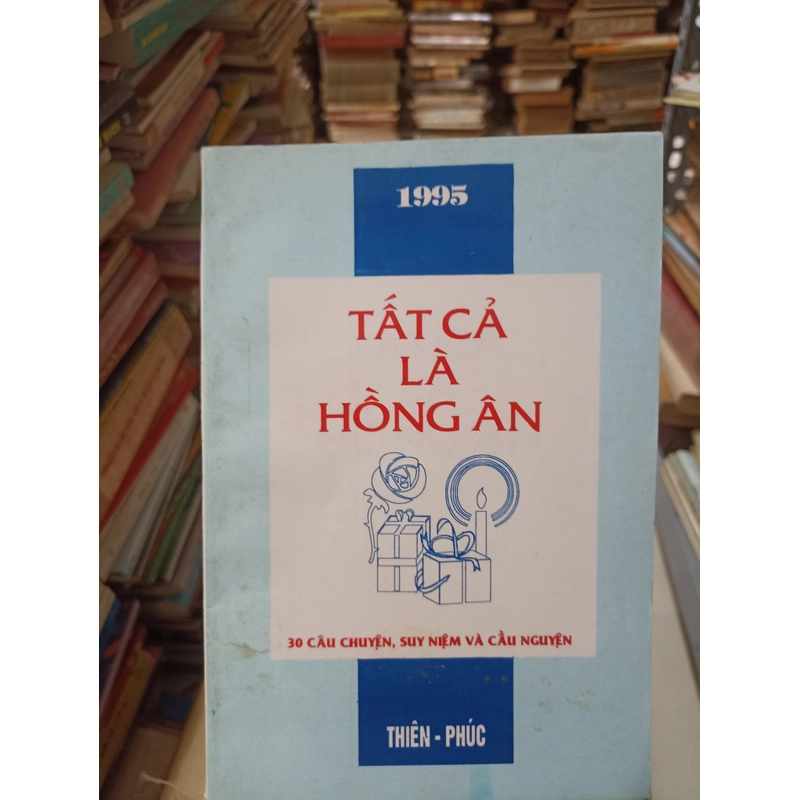 1995
TẤT CẢ
LÀ
HỒNG ÂN
30 CÂU CHUYỆN, SUY NIỆM VÀ CẦU NGUYỆN
THIÊN - PHÚC